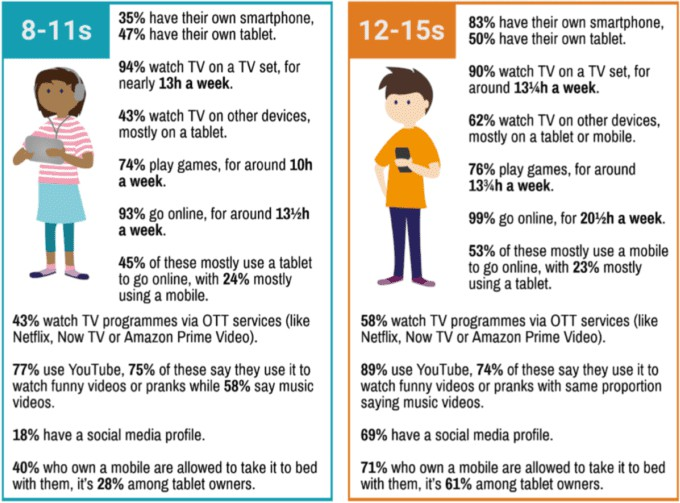 8-11s
35% have their own smartphone,
47% have their own tablet.
94% watch TV on a TV set, for
nearly 13h a week.
43% watch TV on other devices,
mostly on a tablet.
74% play games, for around 10h
a week.
93% go online, for around 13½h
a week.
45% of these mostly use a tablet
to go online, with 24% mostly
using a mobile.
43% watch TV programmes via OTT services (like
Netflix, Now TV or Amazon Prime Video).
77% use YouTube, 75% of these say they use it to
watch funny videos or pranks while 58% say music
videos.
18% have a social media profile.
40% who own a mobile are allowed to take it to bed
with them, it's 28% among tablet owners.
12-15s
83% have their own smartphone,
50% have their own tablet.
90% watch TV on a TV set, for
around 13¼h a week.
62% watch TV on other devices,
mostly on a tablet or mobile.
76% play games, for around
13¾h a week.
99% go online, for 20½h a week.
53% of these mostly use a mobile
to go online, with 23% mostly
using a tablet.
58% watch TV programmes via OTT services (like
Netflix, Now TV or Amazon Prime Video).
89% use YouTube, 74% of these say they use it to
watch funny videos or pranks with same proportion
saying music videos.
69% have a social media profile.
71% who own a mobile are allowed to take it to bed
with them, it's 61% among tablet owners.